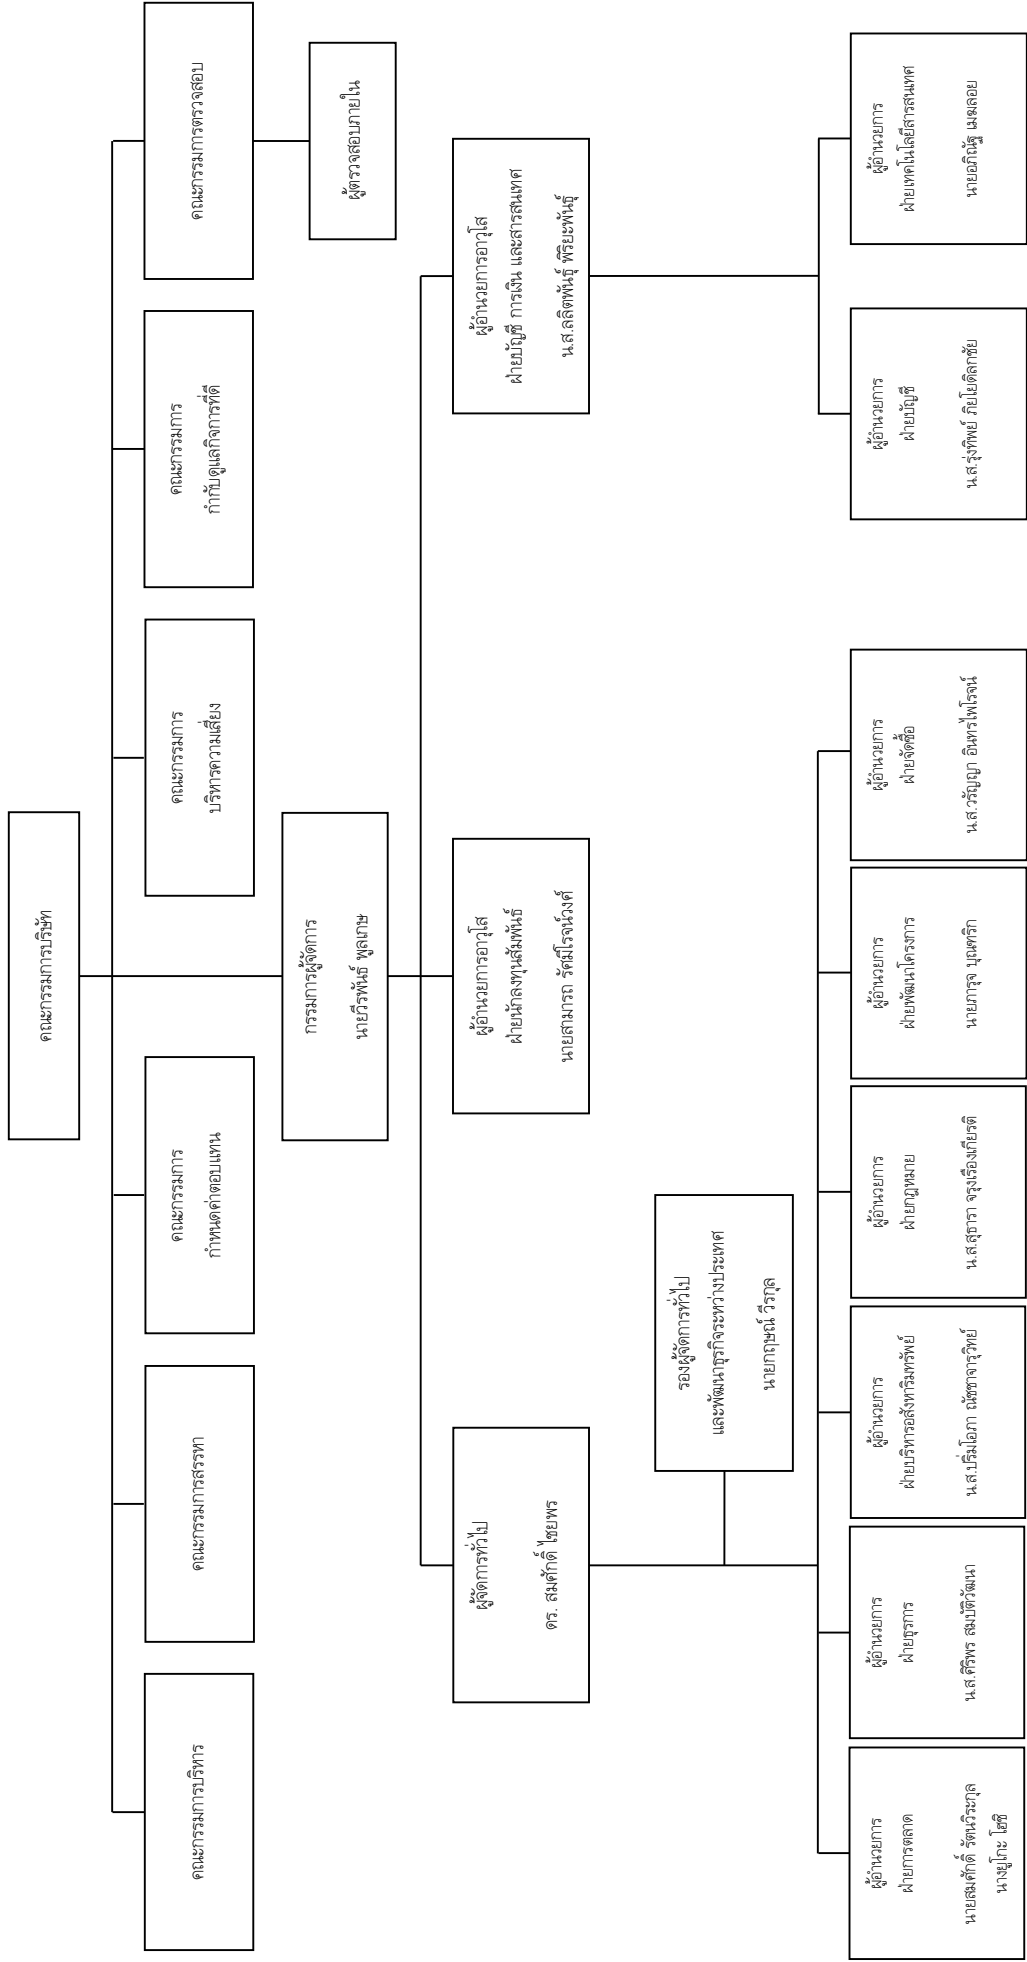 คณะกรรมการบริษัท
คณะกรรมการบริหาร
คณะกรรมการสรรหา
คณะกรรมการ
กำหนดค่าตอบแทน
คณะกรรมการ
บริหารความเสี่ยง
คณะกรรมการ
กำกับดูแลกิจการที่ดี
คณะกรรมการตรวจสอบ
กรรมการผู้จัดการ
นายวีรพันธ์ พูลเกษ
ผู้ตรวจสอบภายใน
ผู้จัดการทั่วไป
ดร. สมศักดิ์ ไชยพร
ผู้อำนวยการอาวุโส
ฝ่ายนักลงทุนสัมพันธ์
นายสามารถ รัศมีโรจน์วงศ์
ผู้อำนวยการอาวุโส
ฝ่ายบัญชี การเงิน และสารสนเทศ
น.ส.ลลิตพันธุ์ พิริยะพันธุ์
รองผู้จัดการทั่วไป
และพัฒนาธุรกิจระหว่างประเทศ
นายกฤษณ์ วีรกุล
ผู้อำนวยการ
ฝ่ายการตลาด
นายสมศักดิ์ รัตนวิระกุล
นางยูโกะ โฮชิ
ผู้อำนวยการ
ฝ่ายธุรการ
น.ส.ศิริพร สมบัติวัฒนา
ผู้อำนวยการ
ฝ่ายบริหารอสังหาริมทรัพย์
น.ส.ปริ่มโอภา ณัชชาจารุวิทย์
ผู้อำนวยการ
ฝ่ายกฎหมาย
น.ส.สุธารา จรุงเรืองเกียรติ
ผู้อำนวยการ
ฝ่ายพัฒนาโครงการ
นายภารุจ บุณฑริก
ผู้อำนวยการ
ฝ่ายจัดซื้อ
น.ส.วรัญญา อินทรไพโรจน์
ผู้อำนวยการ
ฝ่ายบัญชี
น.ส.รุ่งทิพย์ ภิยโยดิลกชัย
ผู้อำนวยการ
ฝ่ายเทคโนโลยีสารสนเทศ
นายอภิณัฐ เมฆลอย